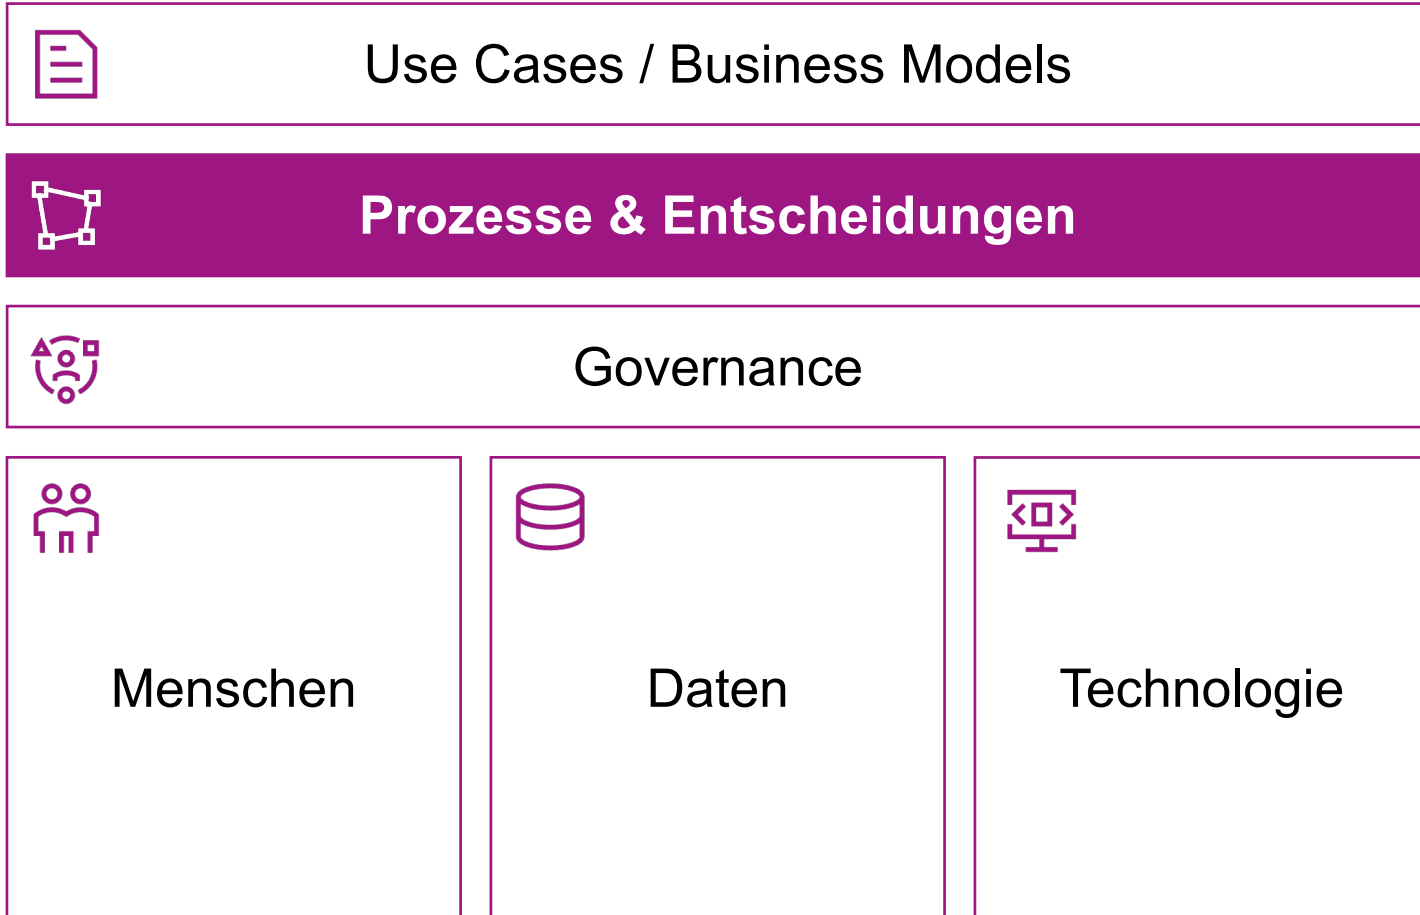 Use Cases / Business Models
Prozesse & Entscheidungen
Governance
Menschen
Daten
Technologie